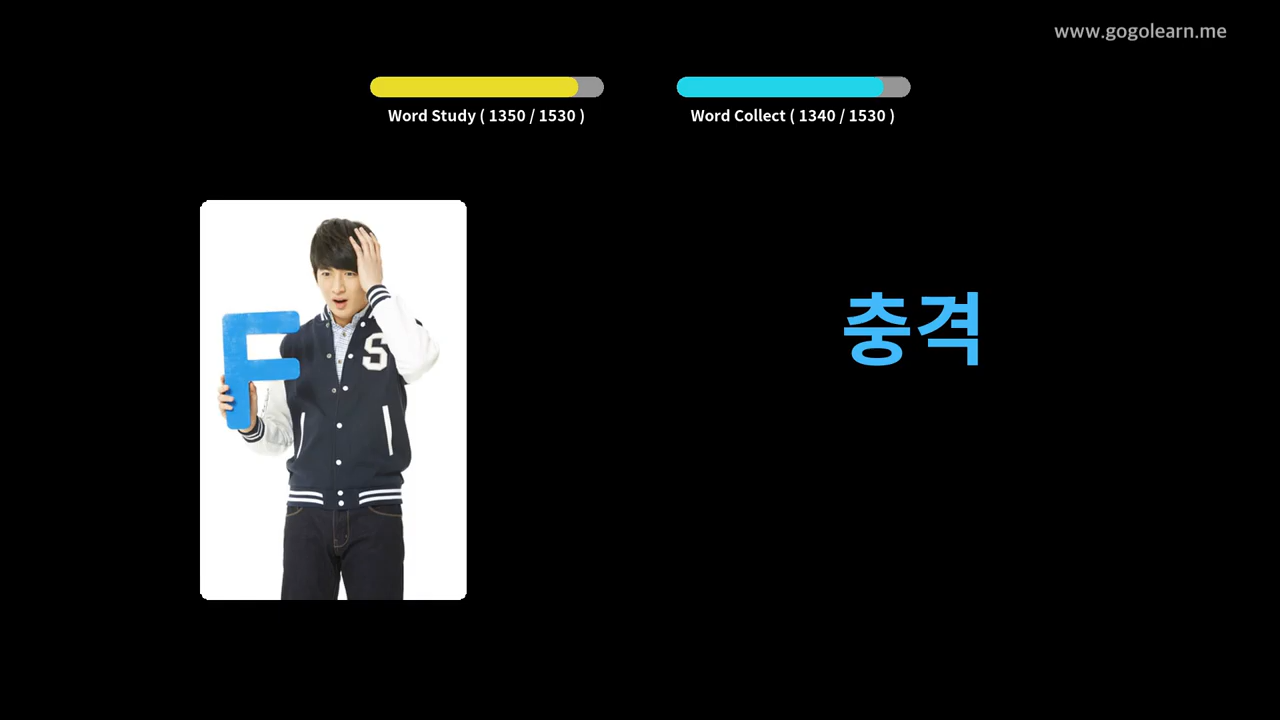 www.gogolearn.me
Word Study ( 1350 / 1530 )
Word Collect ( 1340 / 1530 )
F
S
충격